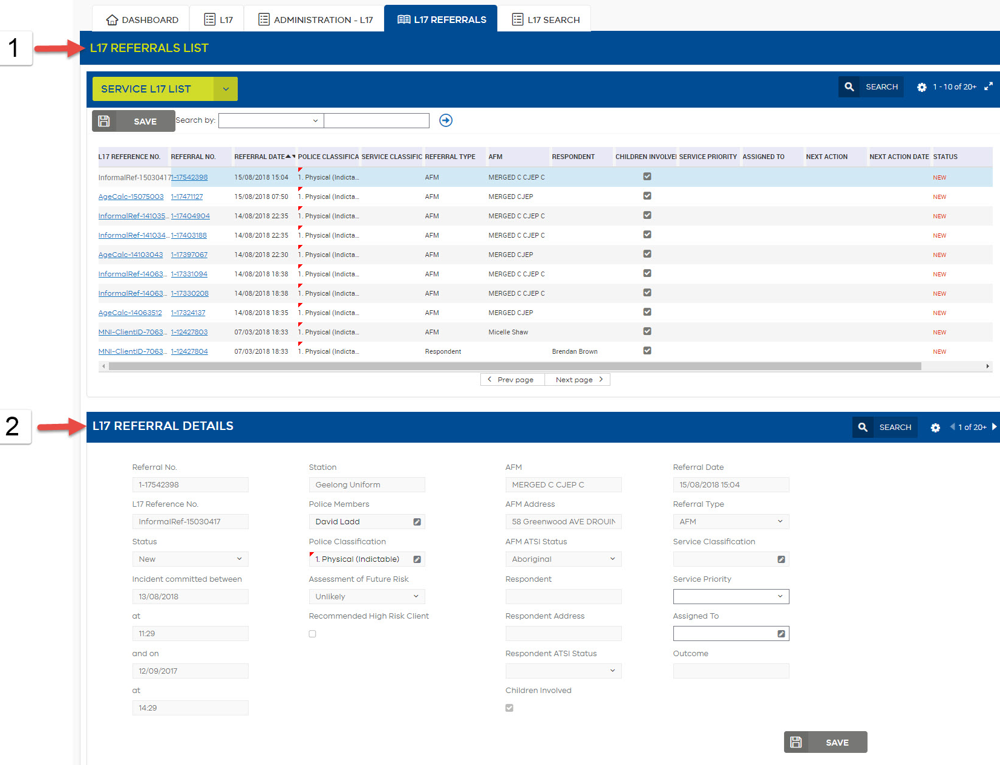 DASHBOARD L17 ADMINISTRATION - L17 L17 REFERRALS L17 SEARCH
1 L17 REFERRALS LIST
SERVICE L17 LIST SEARCH 1 - 10 of 20+
SAVE Search by:
L17 REFERENCE NO. REFERRAL NO. REFERRAL DATE POLICE CLASSIFICA SERVICE CLASSIFIC REFERRAL TYPE AFM RESPONDENT CHILDREN INVOLVE SERVICE PRIORITY ASSIGNED TO NEXT ACTION NEXT ACTION DATE STATUS
InformalRef-15030417 1-17542398 15/08/2018 15:04 1. Physical (Indicta... AFM MERGED C CJEP C NEW
AgeCalc-15075003 1-17471127 15/08/2018 07:50 1. Physical (Indicta... AFM MERGED CJEP NEW
InformalRef-141035... 1-17404904 14/08/2018 22:35 1. Physical (Indicta... AFM MERGED C CJEP C NEW
InformalRef-141034... 1-17403188 14/08/2018 22:35 1. Physical (Indicta... AFM MERGED C CJEP C NEW
AgeCalc-14103043 1-17397067 14/08/2018 22:30 1. Physical (Indicta... AFM MERGED CJEP NEW
InformalRef-14063... 1-17331094 14/08/2018 18:38 1. Physical (Indicta... AFM MERGED C CJEP C NEW
InformalRef-14063... 1-17330208 14/08/2018 18:38 1. Physical (Indicta... AFM MERGED C CJEP C NEW
AgeCalc-14063512 1-17324137 14/08/2018 18:35 1. Physical (Indicta... AFM MERGED CJEP NEW
MNI-ClientID-7063... 1-12427803 07/03/2018 18:33 1. Physical (Indicta... AFM Micelle Shaw NEW
MNI-ClientID-7063... 1-12427804 07/03/2018 18:33 1. Physical (Indicta... Respondent Brendan Brown NEW
Prev page Next page
2 L17 REFERRAL DETAILS SEARCH 1 of 20+
Referral No. Station AFM Referral Date
1-17542398 Geelong Uniform MERGED C CJEP C 15/08/2018 15:04
L17 Reference No. Police Members AFM Address Referral Type
InformalRef-15030417 David Ladd 58 Greenwood AVE DROUIN AFM
Status Police Classification AFM ATSI Status Service Classification
New 1. Physical (Indictable) Aboriginal
Incident committed between Assessment of Future Risk Respondent Service Priority
13/08/2018 Unlikely
at Recommended High Risk Client Respondent Address Assigned To
11:29
and on Respondent ATSI Status Outcome
12/09/2017
at Children Involved
14:29
SAVE